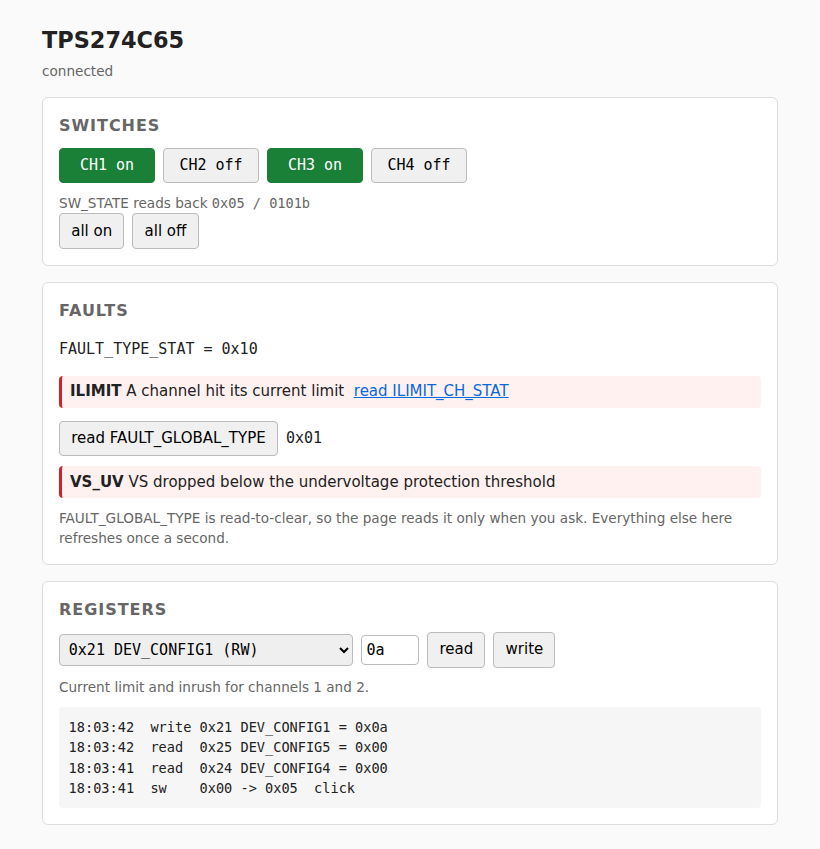 TPS274C65
connected
SWITCHES
CH1 on CH2 off CH3 on CH4 off
SW_STATE reads back 0x05 / 0101b
all on all off
FAULTS
FAULT_TYPE_STAT = 0x10
ILIMIT A channel hit its current limit read ILIMIT_CH_STAT
read FAULT_GLOBAL_TYPE 0x01
VS_UV VS dropped below the undervoltage protection threshold
FAULT_GLOBAL_TYPE is read-to-clear, so the page reads it only when you ask. Everything else here
refreshes once a second.
REGISTERS
0x21 DEV_CONFIG1 (RW) 0a read write
Current limit and inrush for channels 1 and 2.
18:03:42 write 0x21 DEV_CONFIG1 = 0x0a
18:03:42 read 0x25 DEV_CONFIG5 = 0x00
18:03:41 read 0x24 DEV_CONFIG4 = 0x00
18:03:41 sw 0x00 -> 0x05 click